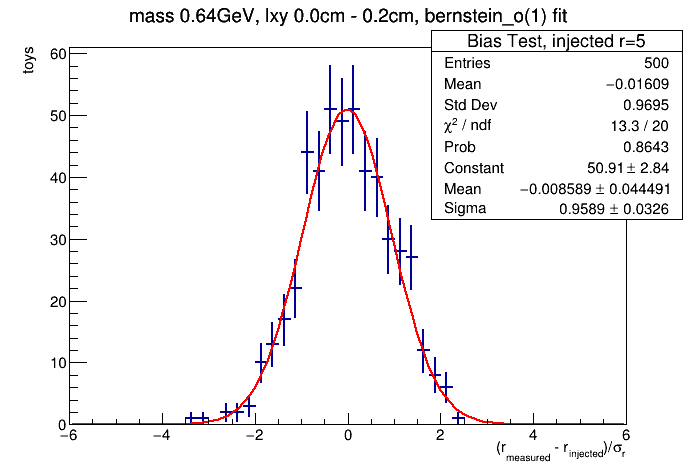 mass 0.64GeV, lxy 0.0cm - 0.2cm, bernstein_o(1) fit
toys
Bias Test, injected r=5
Entries 500
Mean −0.01609
Std Dev 0.9695
χ² / ndf 13.3 / 20
Prob 0.8643
Constant 50.91 ± 2.84
Mean −0.008589 ± 0.044491
Sigma 0.9589 ± 0.0326
60
50
40
30
20
10
0
−6 −4 −2 0 2 4 6
(r_measured - r_injected)/σ_r